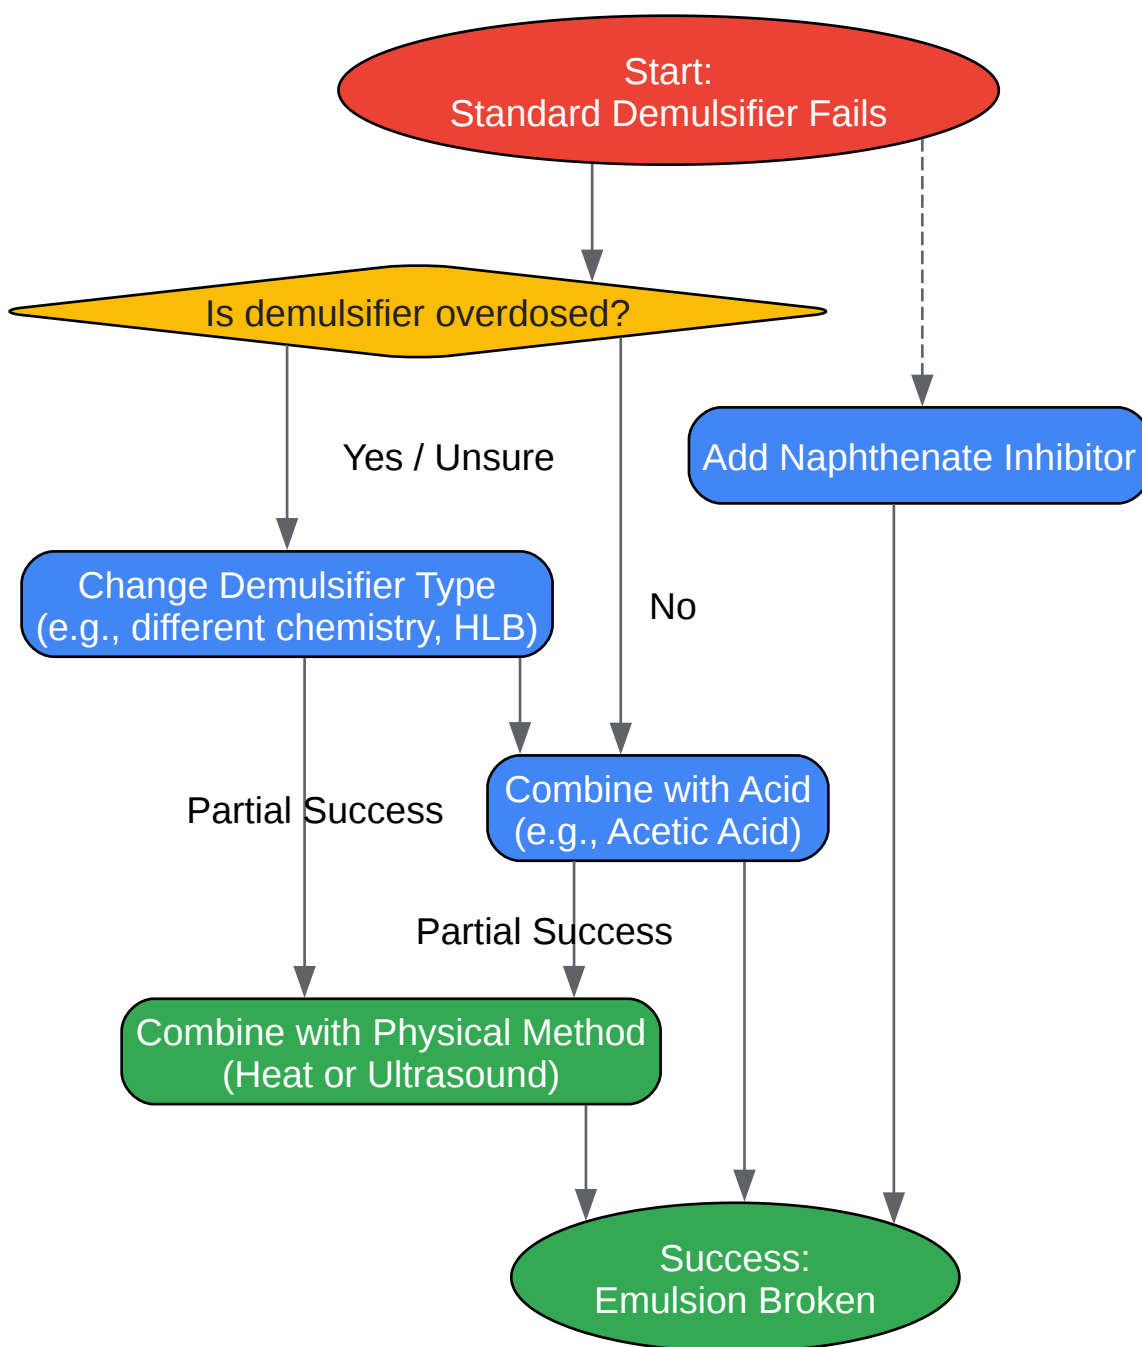 Start:
Standard Demulsifier Fails
Is demulsifier overdosed?
Yes / Unsure
Add Naphthenate Inhibitor
Change Demulsifier Type
(e.g., different chemistry, HLB)
No
Combine with Acid
(e.g., Acetic Acid)
Partial Success
Partial Success
Combine with Physical Method
(Heat or Ultrasound)
Success:
Emulsion Broken